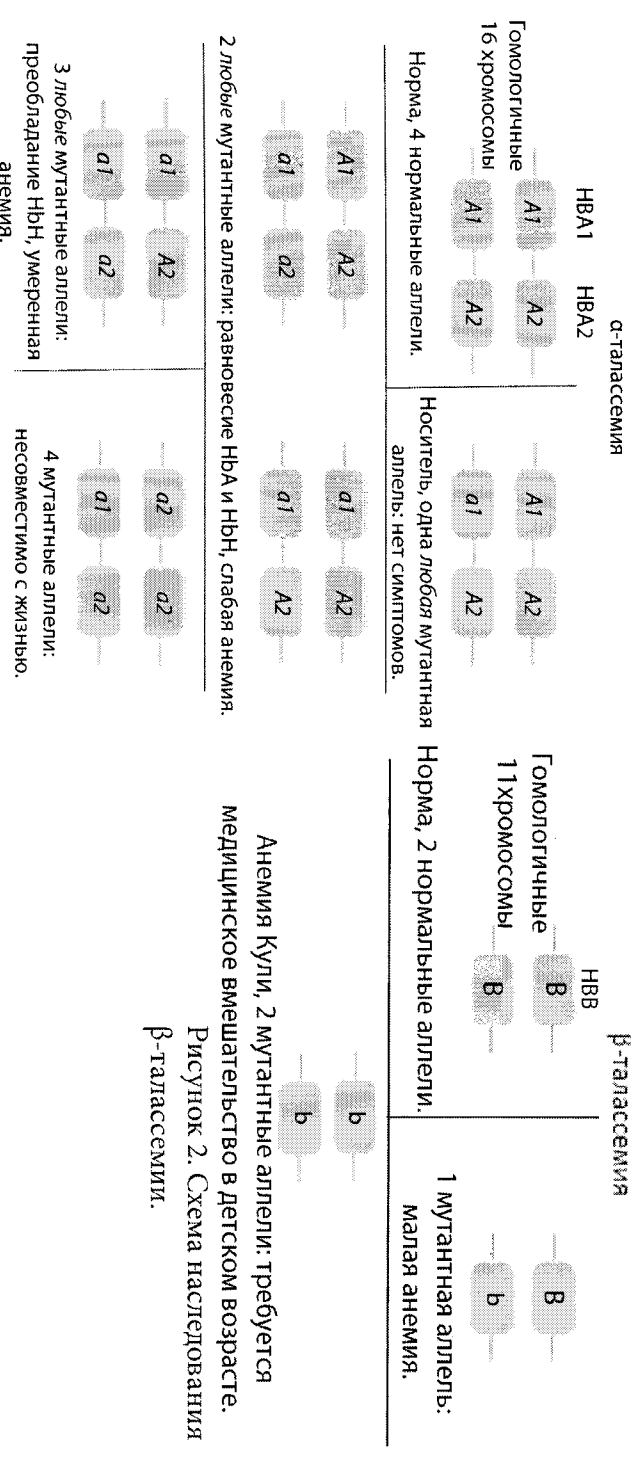 α-талассемия
HBA1 HBA2
Гомологичные
16 хромосомы
A1 A2
A1 A2
Норма, 4 нормальные аллели.
A1 A2
a1 A2
Носитель, одна любая мутантная
аллель: нет симптомов.
A1 A2
a1 a2
a1 A2
a1 A2
2 любые мутантные аллели: равновесие HbA и HbH, слабая анемия.
a1 A2
a1 a2
3 любые мутантные аллели:
преобладание HbH, умеренная
анемия.
a2 a2
a1 a2
4 мутантные аллели:
несовместимо с жизнью.
β-талассемия
HBB
Гомологичные
11хромосомы
B
B
Норма, 2 нормальные аллели.
B
b
1 мутантная аллель:
малая анемия.
b
b
Анемия Кули, 2 мутантные аллели: требуется
медицинское вмешательство в детском возрасте.
Рисунок 2. Схема наследования
β-талассемии.